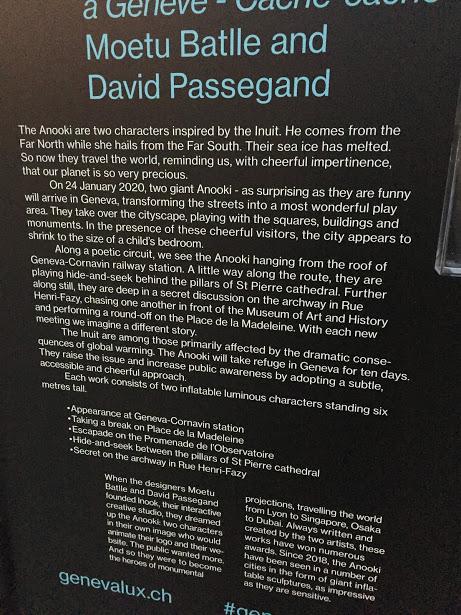 à Genève - Cache-cache
Moetu Batlle and
David Passegand
The Anooki are two characters inspired by the Inuit. He comes from the
Far North while she hails from the Far South. Their sea ice has melted.
So now they travel the world, reminding us, with cheerful impertinence,
that our planet is so very precious.
On 24 January 2020, two giant Anooki - as surprising as they are funny
will arrive in Geneva, transforming the streets into a most wonderful play
area. They take over the cityscape, playing with the squares, buildings and
monuments. In the presence of these cheerful visitors, the city appears to
shrink to the size of a child's bedroom.
Along a poetic circuit, we see the Anooki hanging from the roof of
Geneva-Cornavin railway station. A little way along the route, they are
playing hide-and-seek behind the pillars of St Pierre cathedral. Further
along still, they are deep in a secret discussion on the archway in Rue
Henri-Fazy, chasing one another in front of the Museum of Art and History
and performing a round-off on the Place de la Madeleine. With each new
meeting we imagine a different story.
The Inuit are among those primarily affected by the dramatic conse-
quences of global warming. The Anooki will take refuge in Geneva for ten days.
They raise the issue and increase public awareness by adopting a subtle,
accessible and cheerful approach.
Each work consists of two inflatable luminous characters standing six
metres tall.
•Appearance at Geneva-Cornavin station
•Taking a break on Place de la Madeleine
•Escapade on the Promenade de l'Observatoire
•Hide-and-seek between the pillars of St Pierre cathedral
•Secret on the archway in Rue Henri-Fazy
When the designers Moetu
Batlle and David Passegand
founded Inook, their interactive
creative studio, they dreamed
up the Anooki: two characters
in their own image who would
animate their logo and their we-
bsite. The public wanted more.
And so they were to become
the heroes of monumental
projections, travelling the world
from Lyon to Singapore, Osaka
to Dubai. Always written and
created by the two artists, these
works have won numerous
awards. Since 2018, the Anooki
have been seen in a number of
cities in the form of giant infla-
table sculptures, as impressive
as they are sensitive.
genevalux.ch